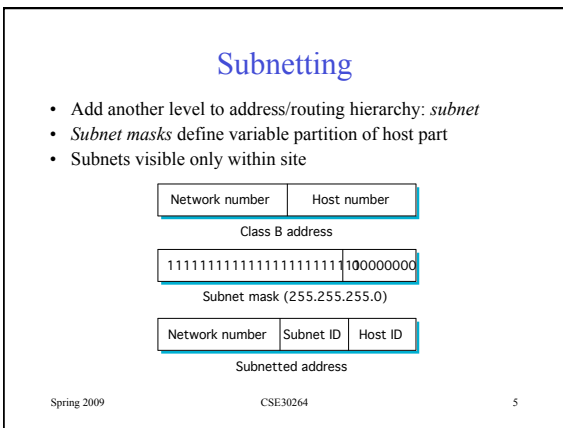 Subnetting
• Add another level to address/routing hierarchy: subnet
• Subnet masks define variable partition of host part
• Subnets visible only within site
Network number Host number
Class B address
111111111111111111111111 00000000
Subnet mask (255.255.255.0)
Network number Subnet ID Host ID
Subnetted address
Spring 2009 CSE30264 5